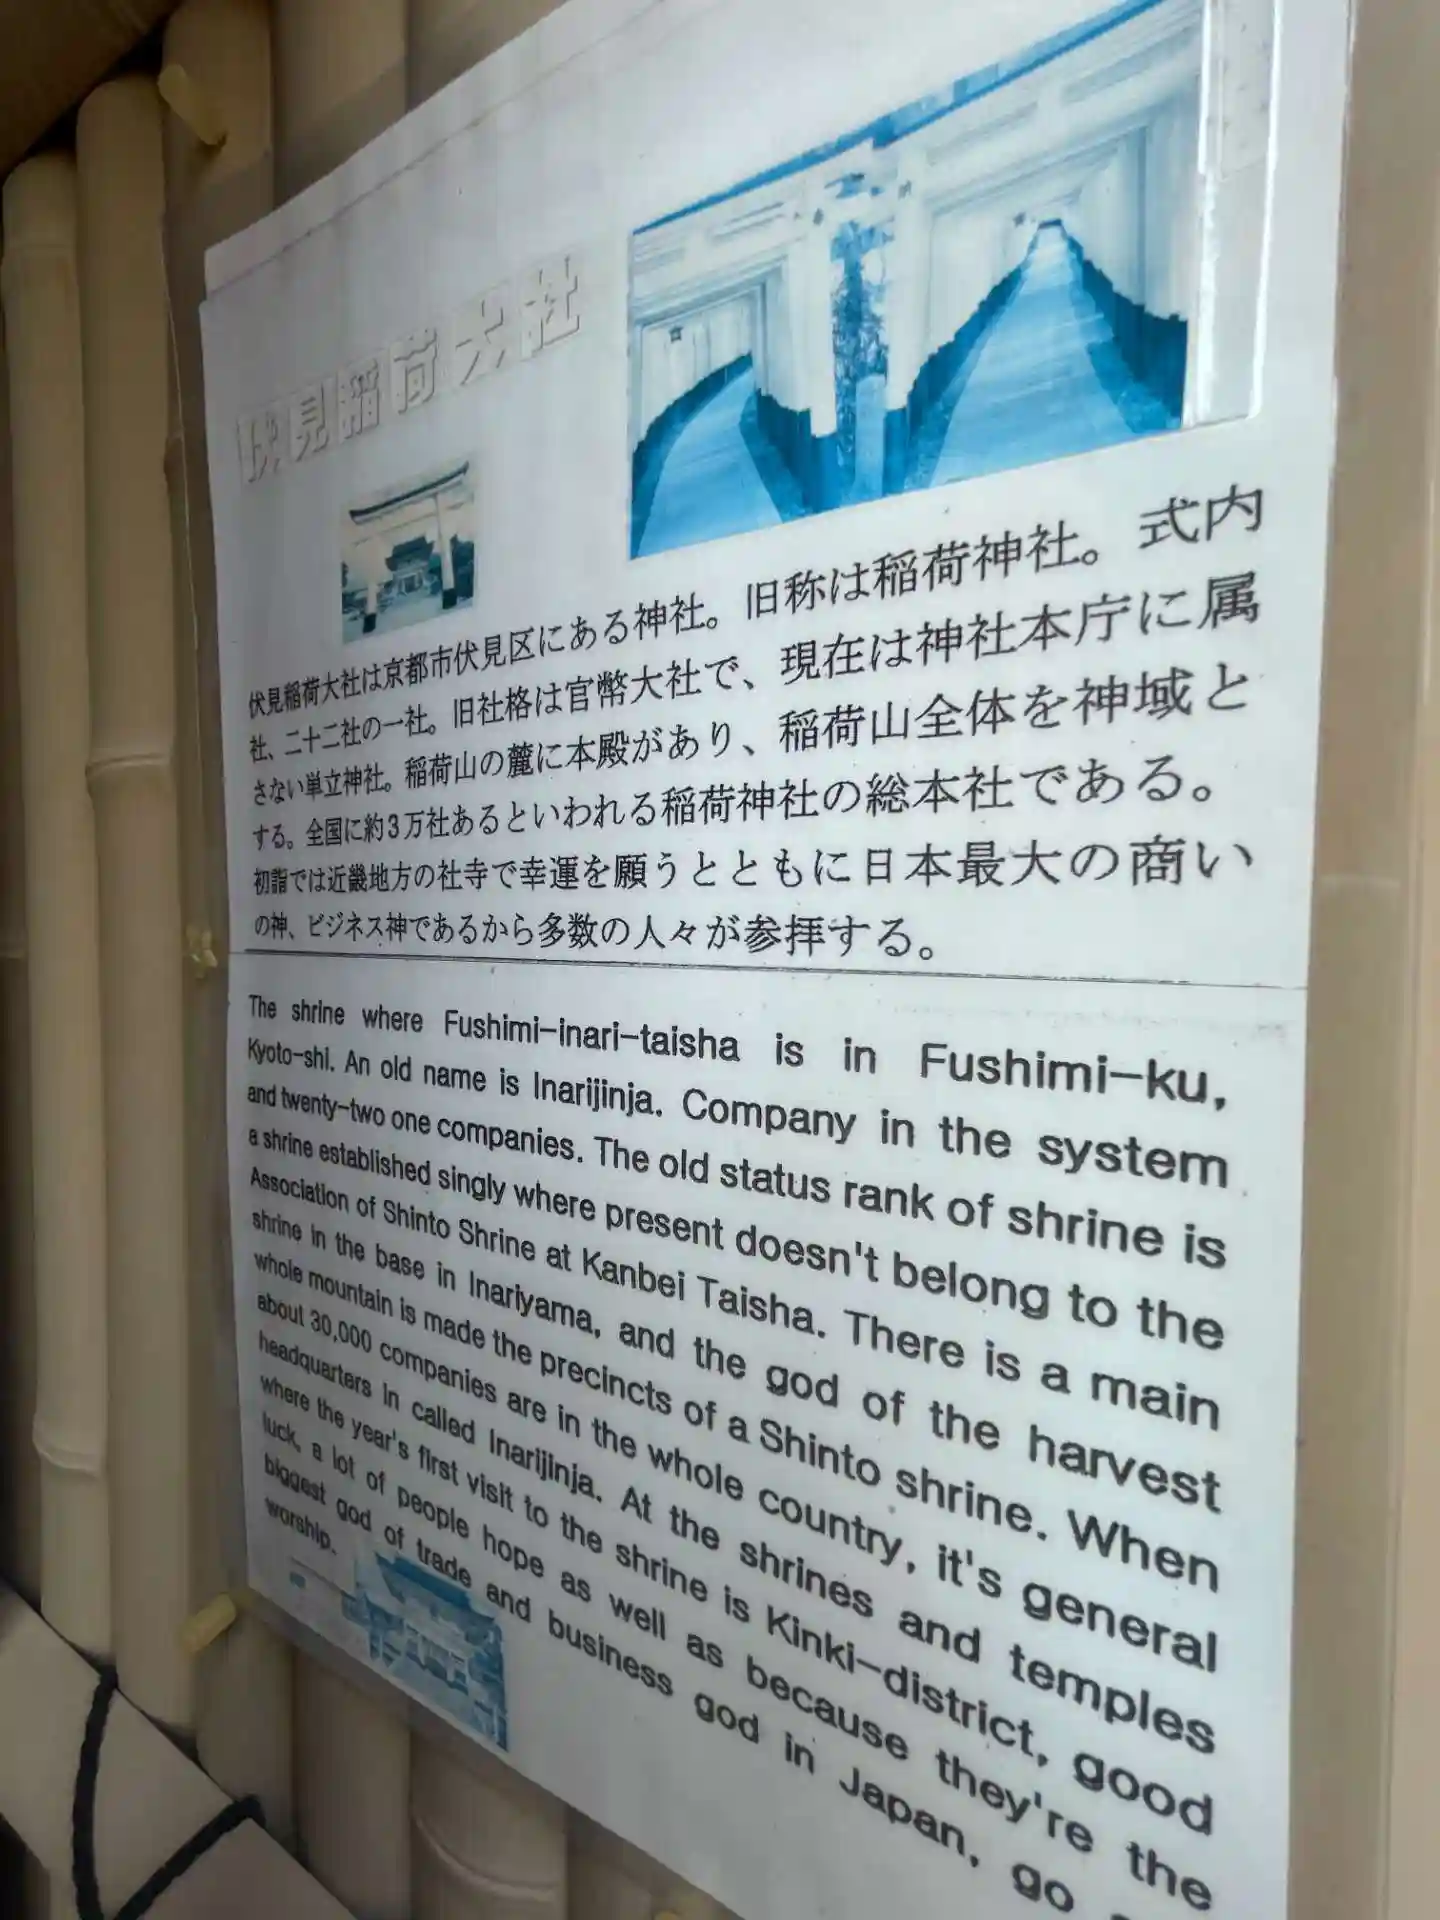 伏見稲荷大社
伏見稲荷大社は京都市伏見区にある神社。旧称は稲荷神社。式内
社、二十二社の一社。旧社格は官幣大社で、現在は神社本庁に属
さない単立神社。稲荷山の麓に本殿があり、稲荷山全体を神域と
する。全国に約3万社あるといわれる稲荷神社の総本社である。
初詣では近畿地方の社寺で幸運を願うとともに日本最大の商い
の神、ビジネス神であるから多数の人々が参拝する。
The shrine where Fushimi-inari-taisha is in Fushimi-ku,
Kyoto-shi. An old name is Inarijinja. Company in the system
and twenty-two one companies. The old status rank of shrine is
a shrine established singly where present doesn't belong to the
Association of Shinto Shrine at Kanbei Taisha. There is a main
shrine in the base in Inariyama, and the god of the harvest
whole mountain is made the precincts of a Shinto shrine. When
about 30,000 companies are in the whole country, it's general
headquarters in called Inarijinja. At the shrines and temples
where the year's first visit to the shrine is Kinki-district, good
luck, a lot of people hope as well as because they're the
biggest god of trade and business god in Japan, go
worship.